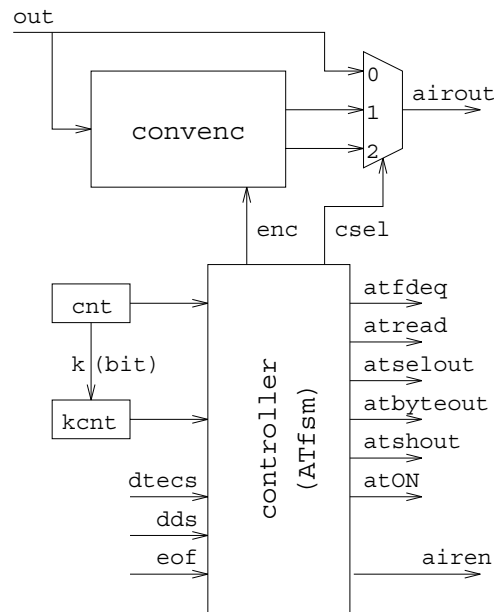 out
0
airout
convenc
1
2
enc
csel
cnt
atfdeq
atread
k (bit)
atselout
kcnt
atbyteout
controller
(ATfsm)
atshout
dtecs
atON
dds
eof
airen